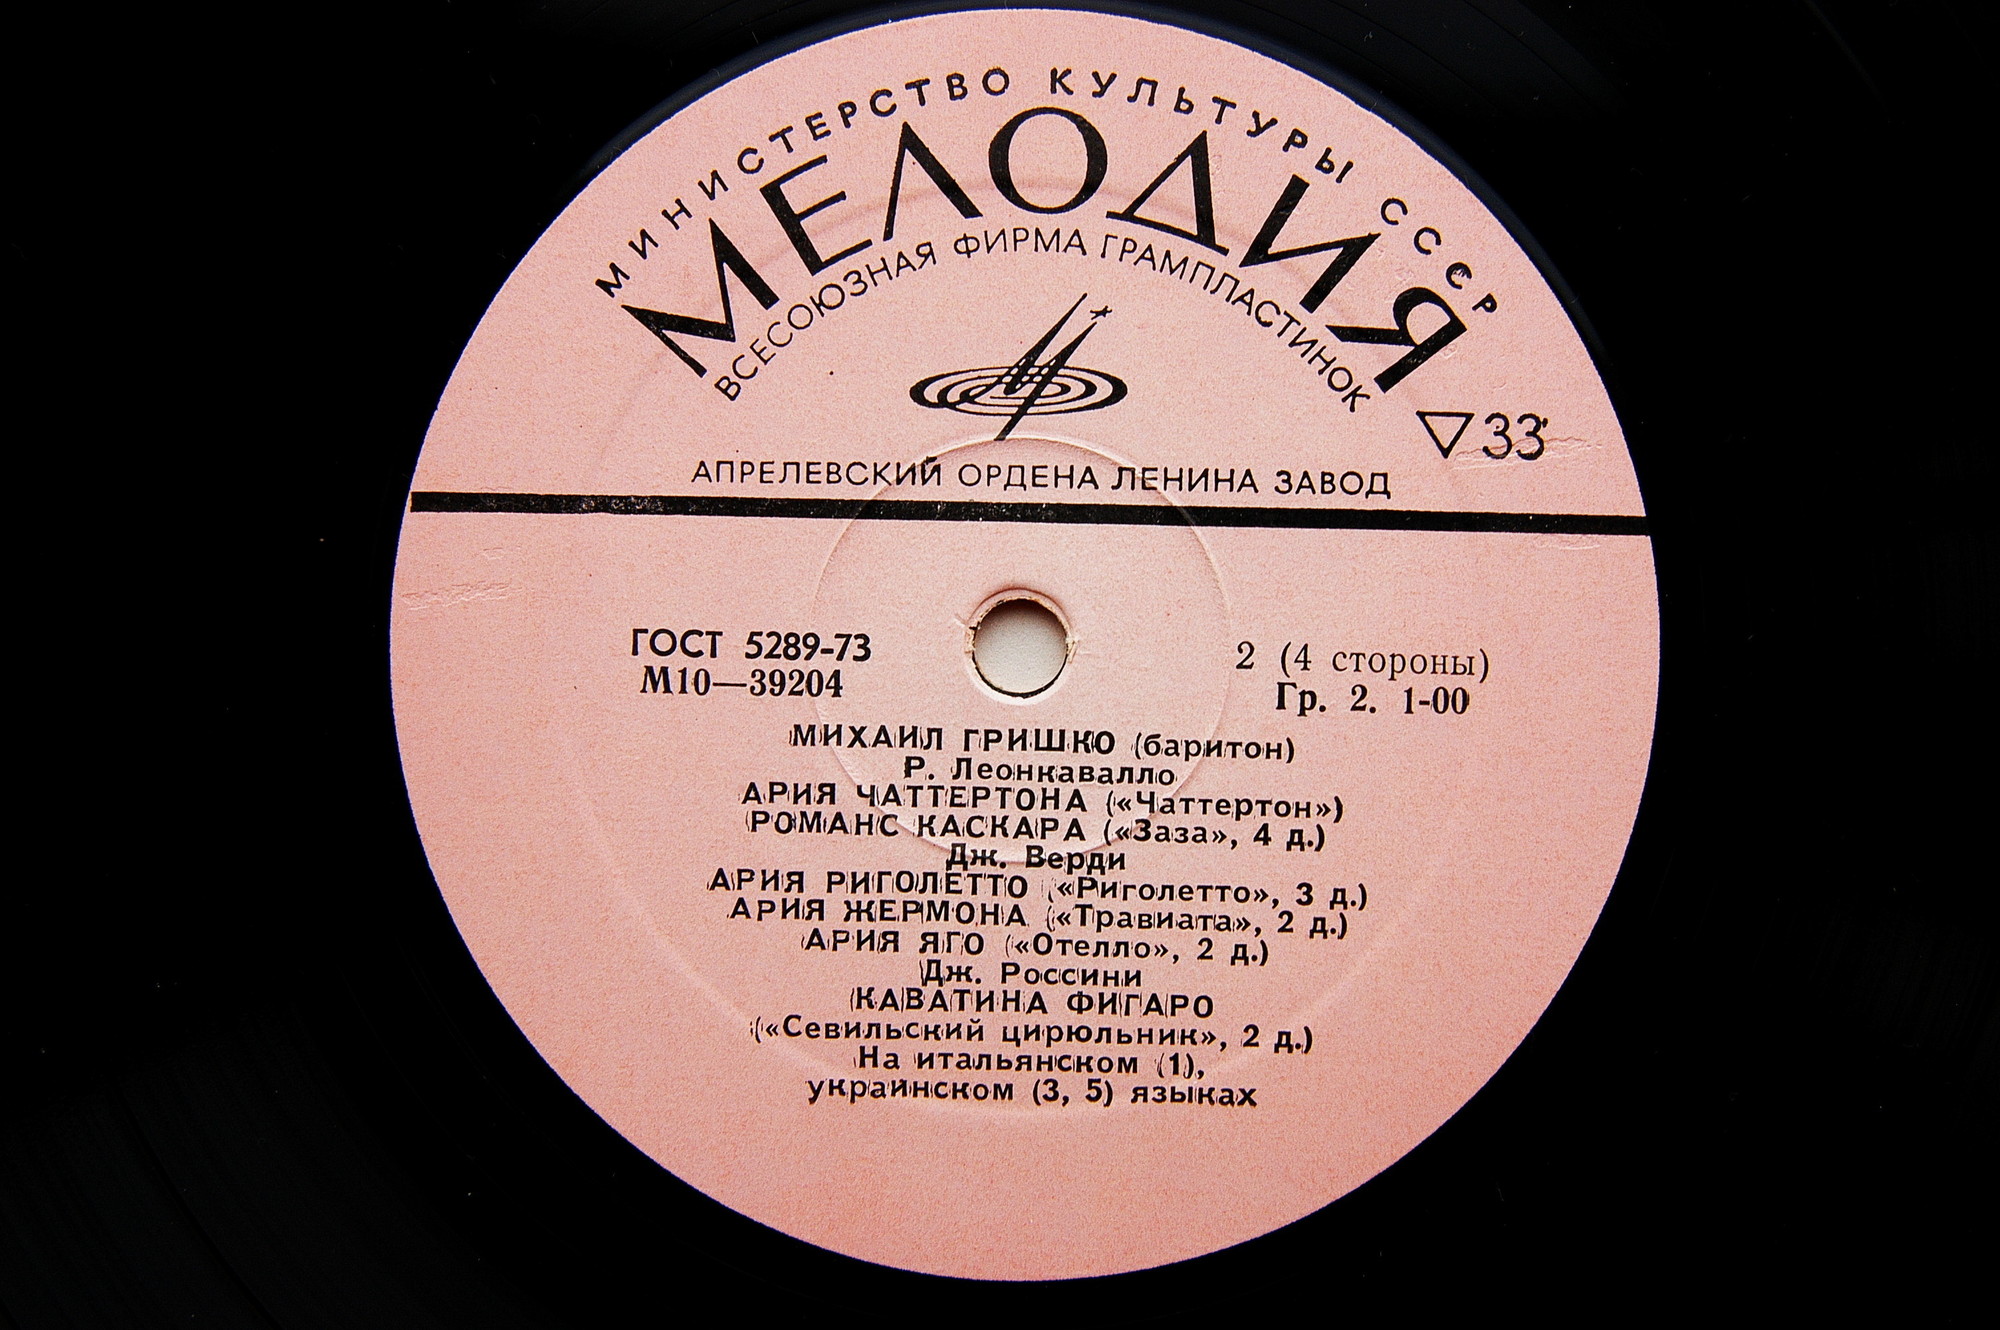 МИНИСТЕРСТВО КУЛЬТУРЫ СССР
МЕЛОДИЯ
ВСЕСОЮЗНАЯ ФИРМА ГРАМПЛАСТИНОК
▽33
АПРЕЛЕВСКИЙ ОРДЕНА ЛЕНИНА ЗАВОД
ГОСТ 5289-73
М10—39204
2 (4 стороны)
Гр. 2. 1-00
МИХАИЛ ГРИШКО (баритон)
Р. Леонкавалло
АРИЯ ЧАТТЕРТОНА («Чаттертон»)
РОМАНС КАСКАРА («Заза», 4 д.)
Дж. Верди
АРИЯ РИГОЛЕТТО («Риголетто», 3 д.)
АРИЯ ЖЕРМОНА («Травиата», 2 д.)
АРИЯ ЯГО («Отелло», 2 д.)
Дж. Россини
КАВАТИНА ФИГАРО
(«Севильский цирюльник», 2 д.)
На итальянском (1),
украинском (3, 5) языках